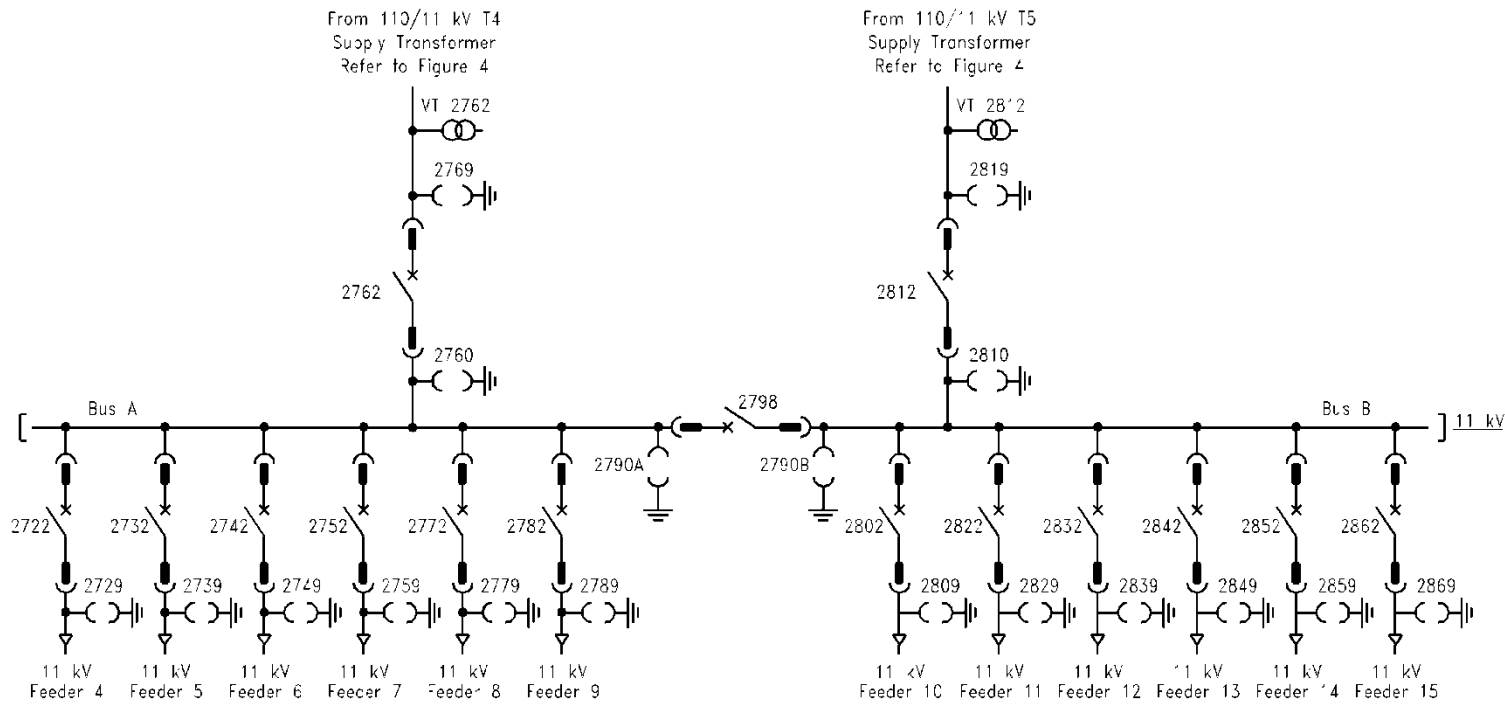 From 110/11 kV T4
Supply Transformer
Refer to Figure 4
From 110/11 kV T5
Supply Transformer
Refer to Figure 4
VT 2762
VT 2812
2769
2819
2762
2812
2760
2810
Bus A
2798
Bus B
11 kV
2790A
2790B
2722
2732
2742
2752
2772
2782
2802
2822
2832
2842
2852
2862
2729
2739
2749
2759
2779
2789
2809
2829
2839
2849
2859
2869
11 kV
Feeder 4
11 kV
Feeder 5
11 kV
Feeder 6
11 kV
Feeder 7
11 kV
Feeder 8
11 kV
Feeder 9
11 kV
Feeder 10
11 kV
Feeder 11
11 kV
Feeder 12
11 kV
Feeder 13
11 kV
Feeder 14
11 kV
Feeder 15